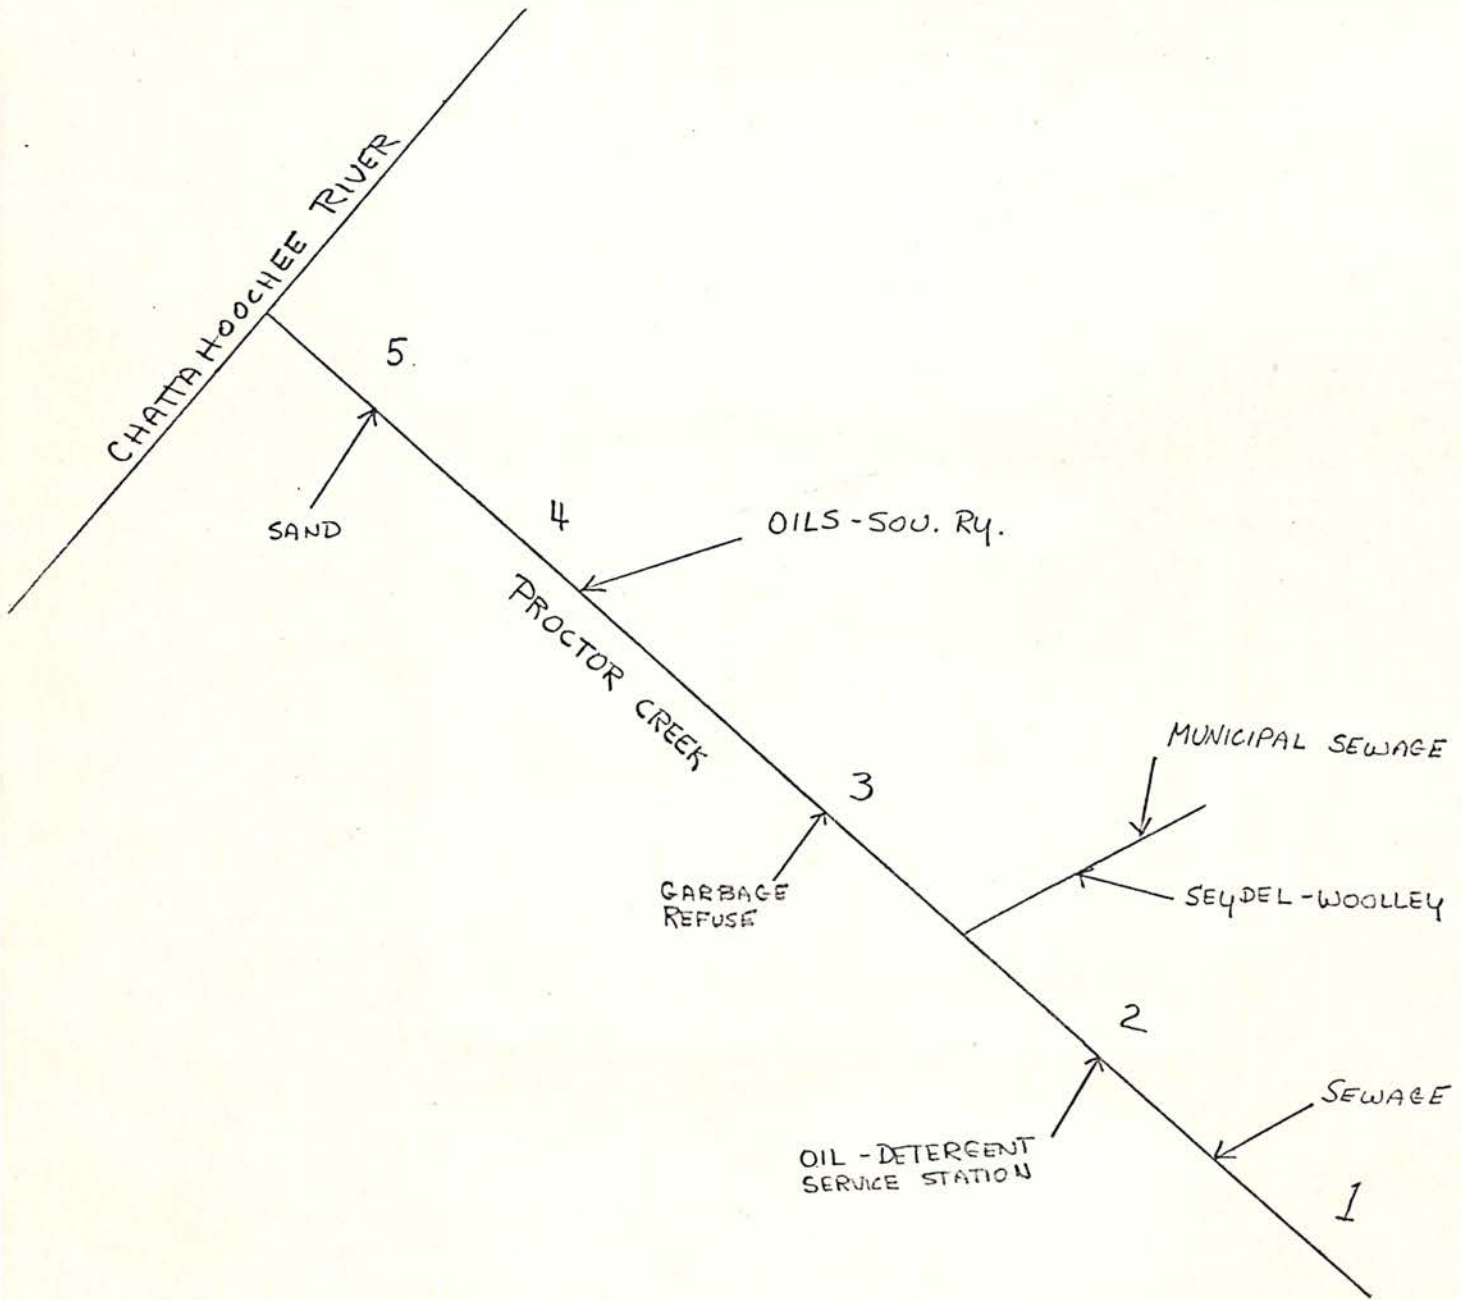 CHATTAHOOCHEE RIVER
5.
SAND
4
OILS - SOU. RY.
PROCTOR CREEK
MUNICIPAL SEWAGE
3
GARBAGE
REFUSE
SEYDEL - WOOLLEY
2
SEWAGE
OIL - DETERGENT
SERVICE STATION
1